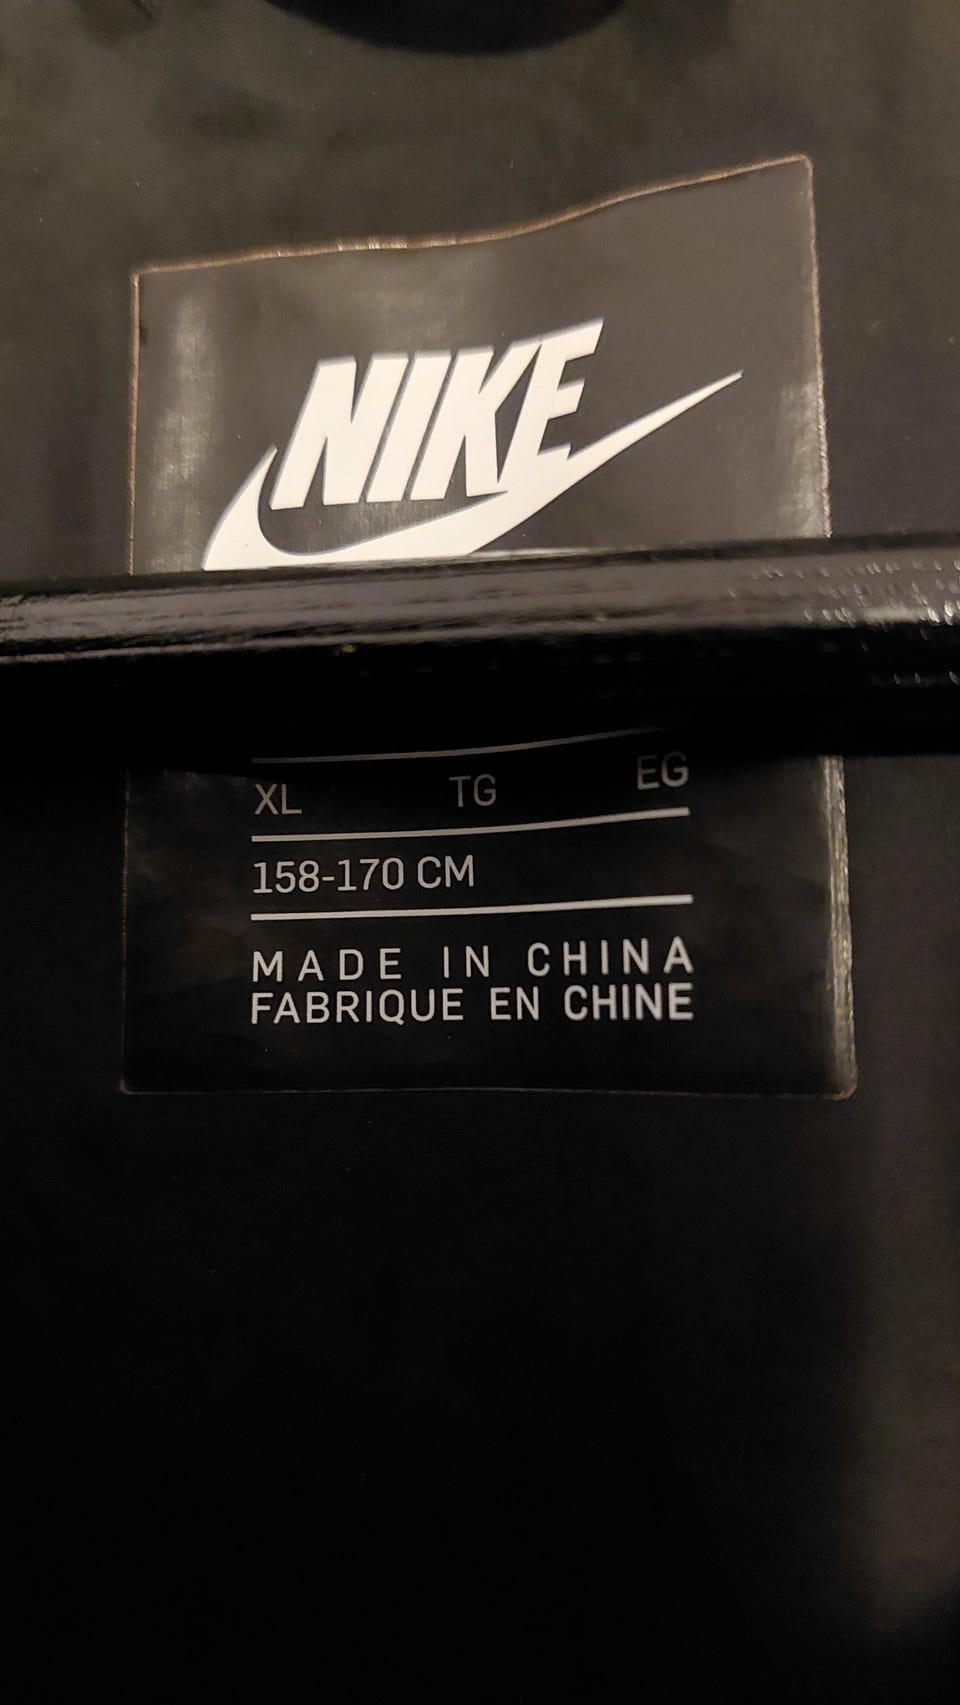 NIKE
XL TG EG
158-170 CM
MADE IN CHINA
FABRIQUE EN CHINE